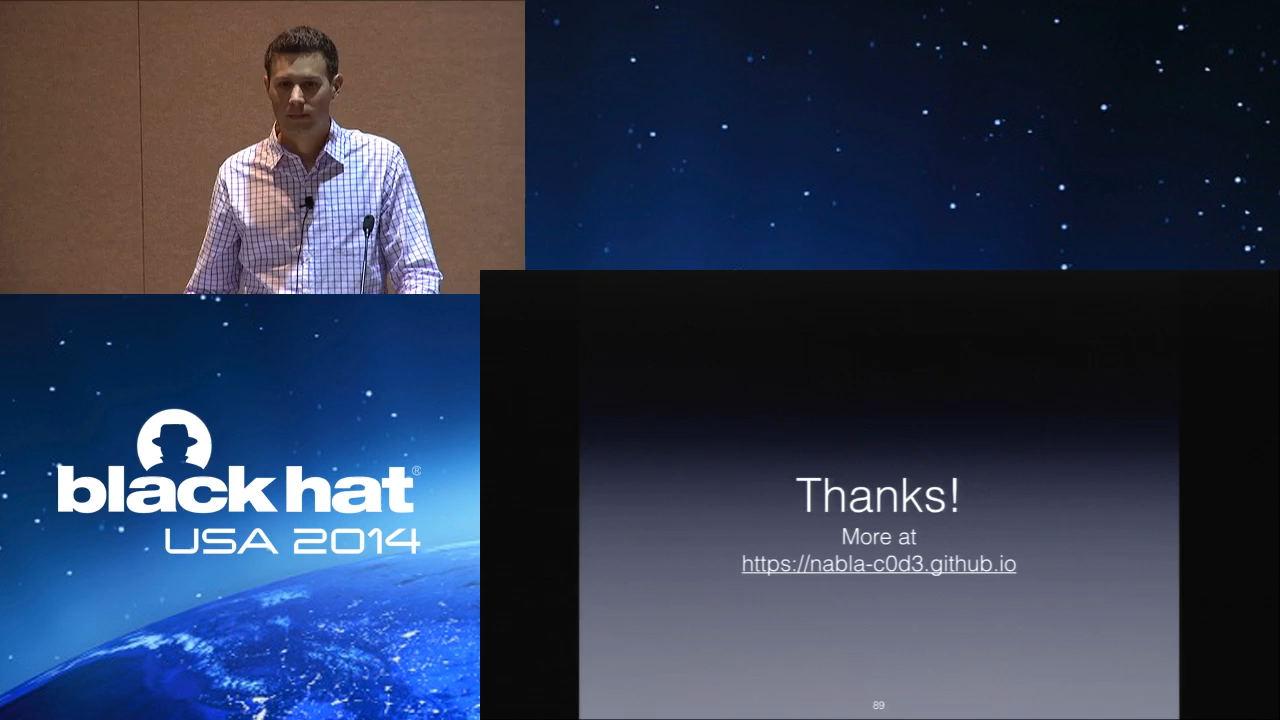 black hat®
USA 2014
Thanks!
More at
https://nabla-c0d3.github.io
89